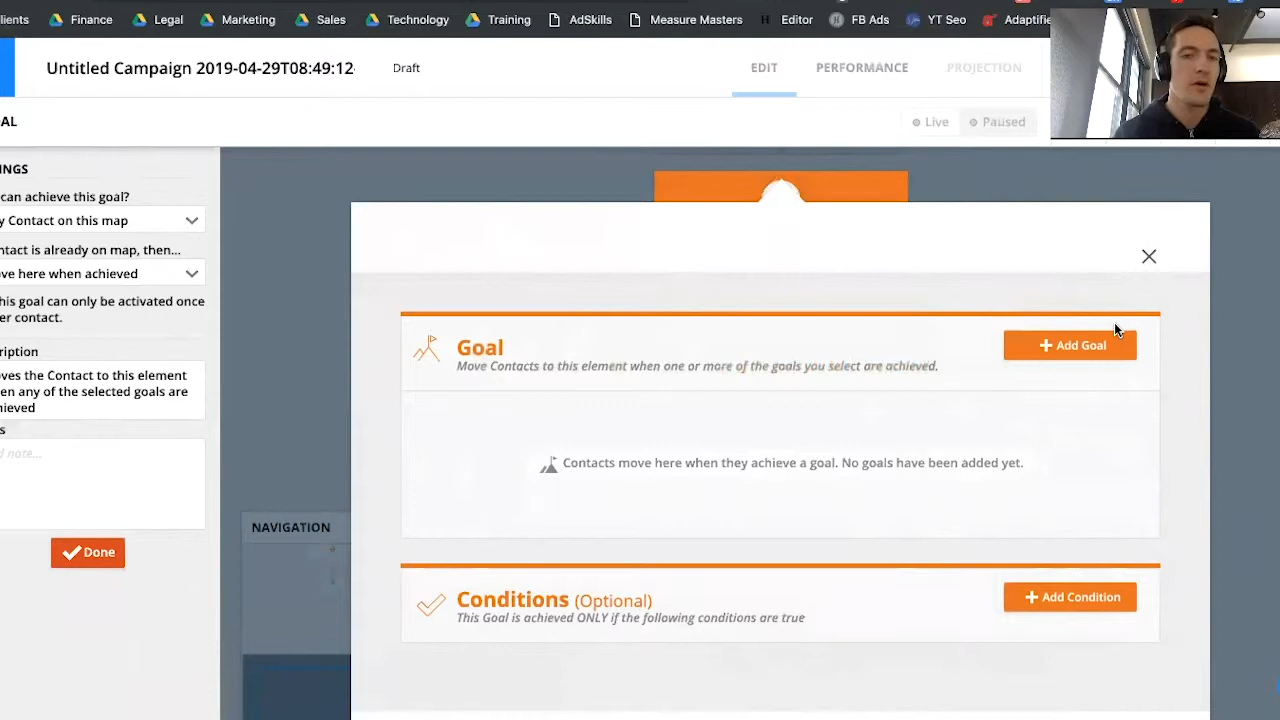 ients Finance Legal Marketing Sales Technology Training AdSkills Measure Masters Editor FB Ads YT Seo Adaptifie
Untitled Campaign 2019-04-29T08:49:12 Draft EDIT PERFORMANCE PROJECTION
AL Live Paused
NGS
can achieve this goal?
y Contact on this map
ntact is already on map, then...
ve here when achieved
his goal can only be activated once
er contact.
ription
ves the Contact to this element
en any of the selected goals are
hieved
s
d note...
Done
NAVIGATION
Goal
Move Contacts to this element when one or more of the goals you select are achieved.
+ Add Goal
Contacts move here when they achieve a goal. No goals have been added yet.
Conditions (Optional)
This Goal is achieved ONLY if the following conditions are true
+ Add Condition